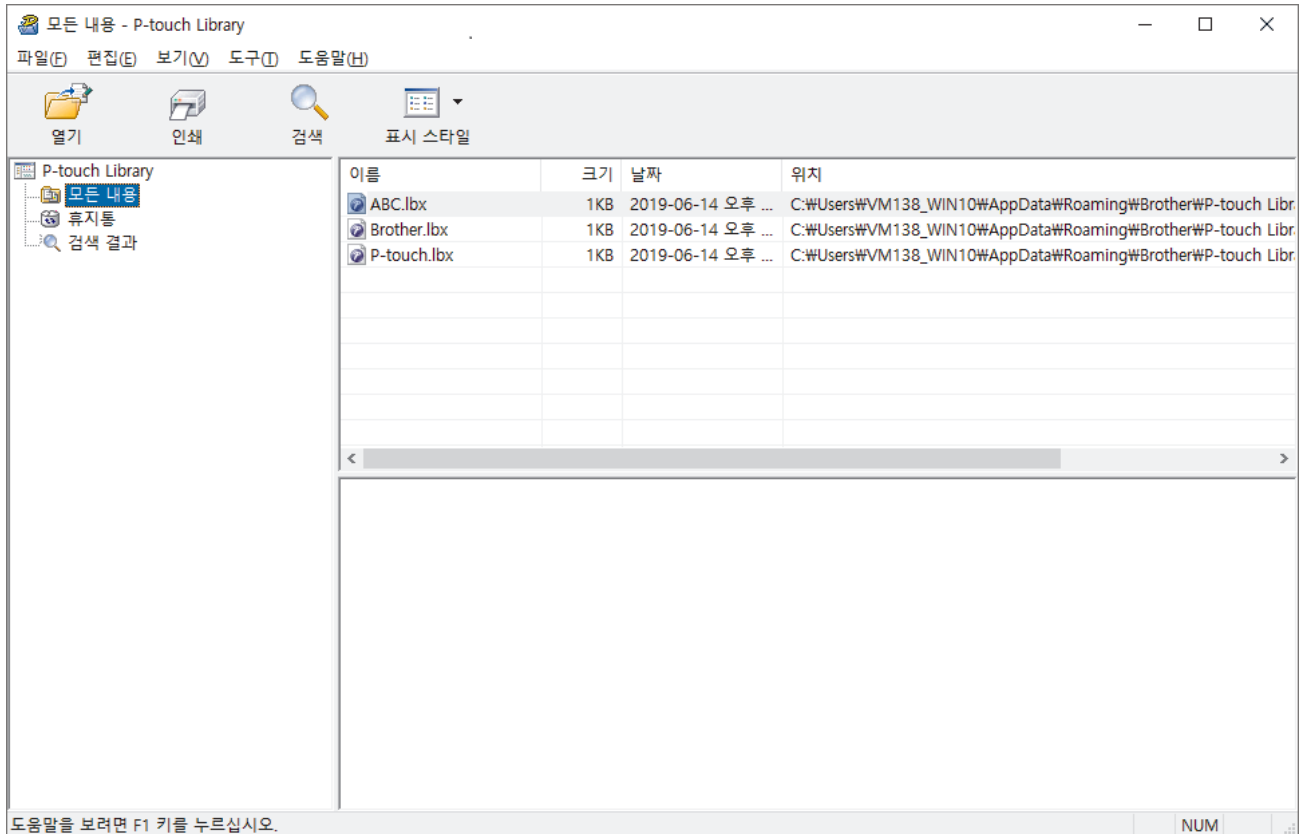 모든 내용 - P-touch Library
파일(F) 편집(E) 보기(V) 도구(T) 도움말(H)
열기 인쇄 검색 표시 스타일
P-touch Library
모든 내용
휴지통
검색 결과
이름 크기 날짜 위치
ABC.lbx 1KB 2019-06-14 오후 ... C:₩Users₩VM138_WIN10₩AppData₩Roaming₩Brother₩P-touch Libr
Brother.lbx 1KB 2019-06-14 오후 ... C:₩Users₩VM138_WIN10₩AppData₩Roaming₩Brother₩P-touch Libr
P-touch.lbx 1KB 2019-06-14 오후 ... C:₩Users₩VM138_WIN10₩AppData₩Roaming₩Brother₩P-touch Libr
도움말을 보려면 F1 키를 누르십시오. NUM